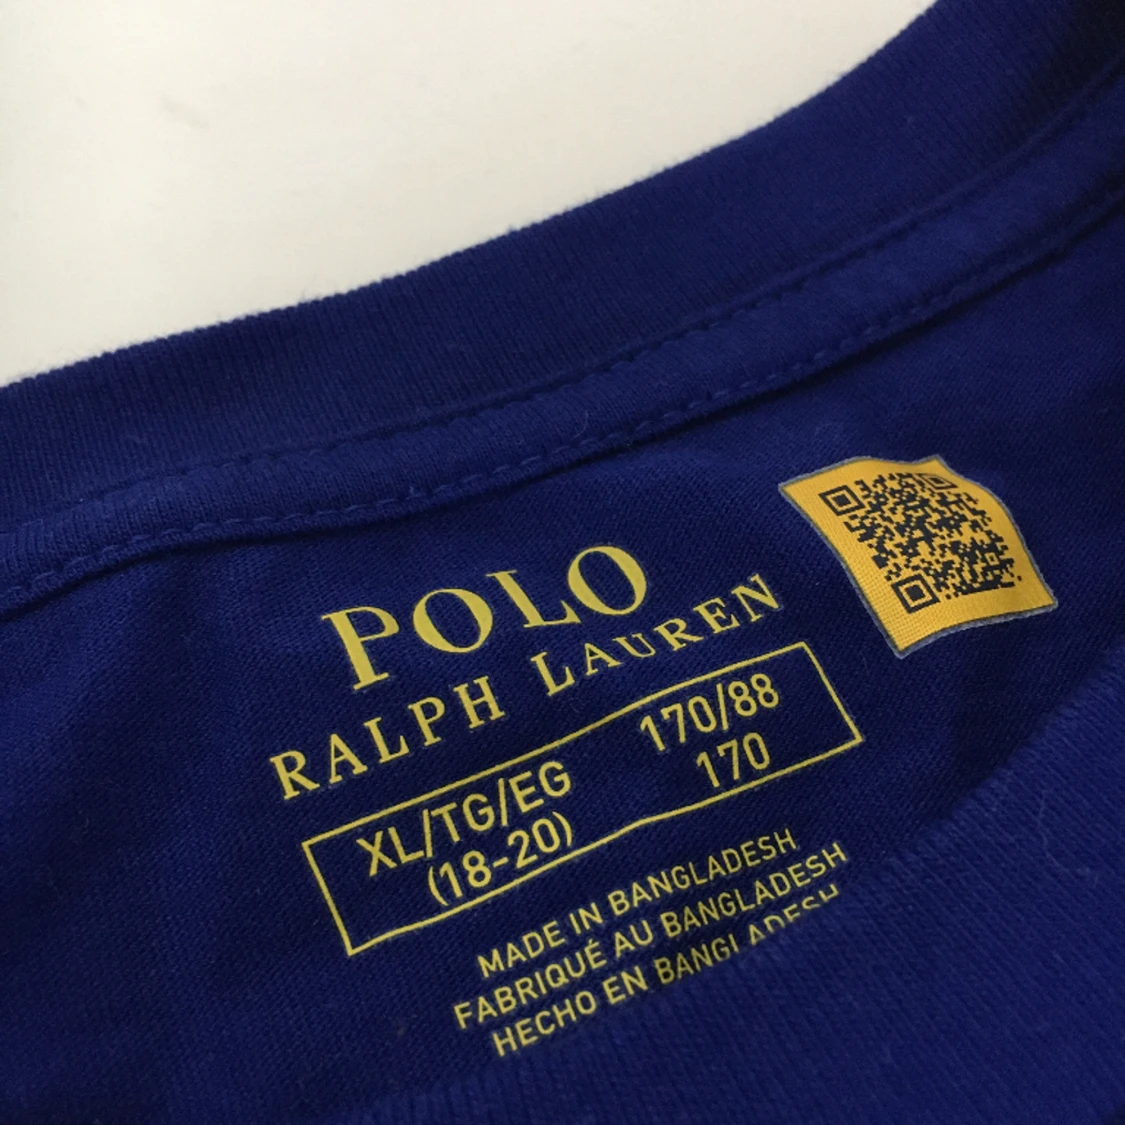 POLO
RALPH LAUREN
XL/TG/EG 170/88
(18-20) 170
MADE IN BANGLADESH
FABRIQUÉ AU BANGLADESH
HECHO EN BANGLADESH